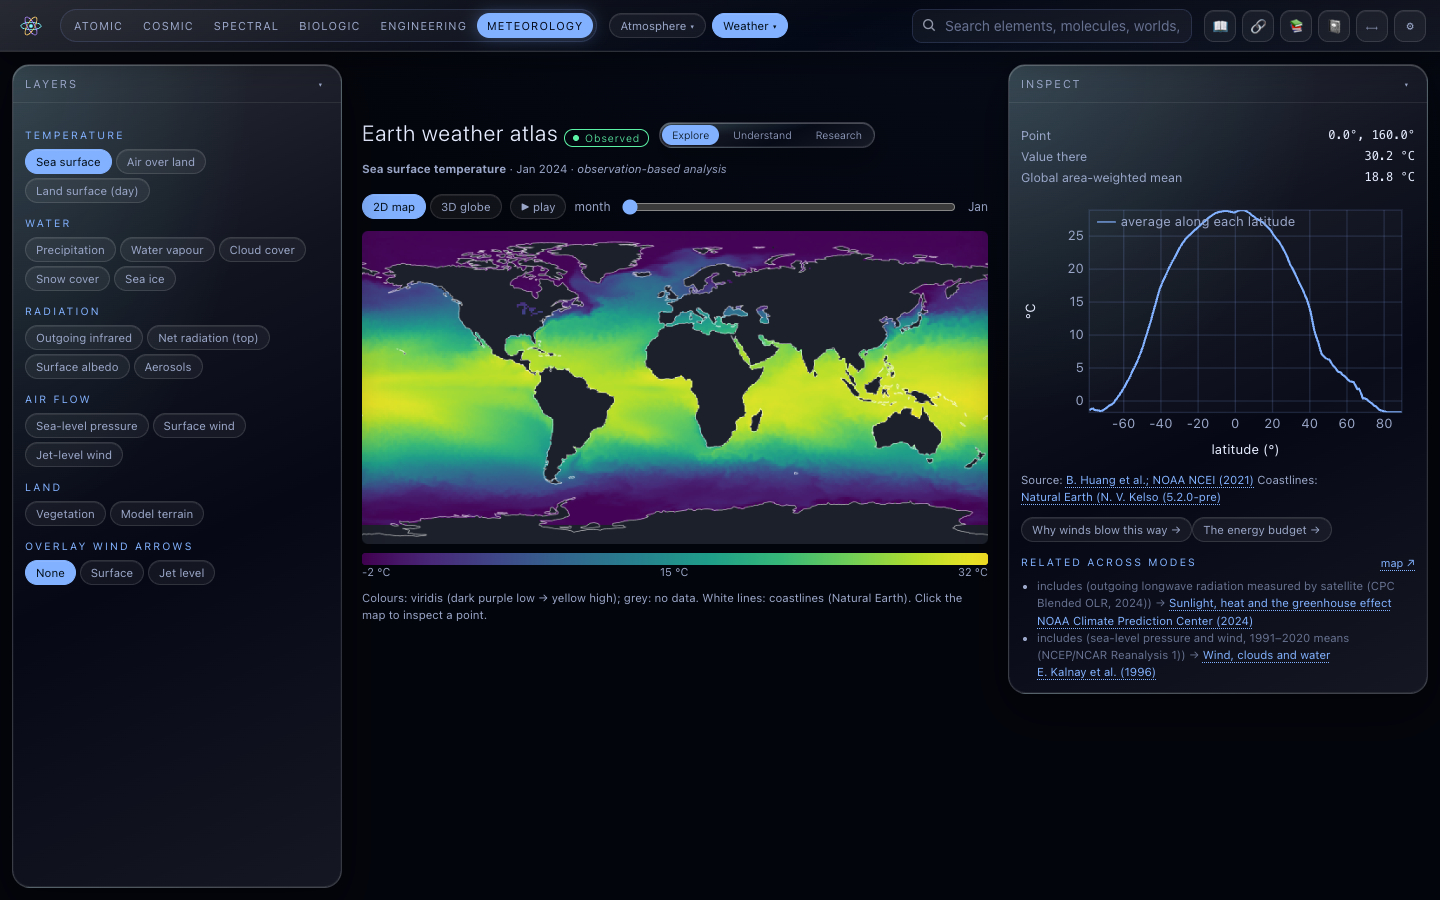 ATOMIC COSMIC SPECTRAL BIOLOGIC ENGINEERING METEOROLOGY Atmosphere ▾ Weather ▾ Search elements, molecules, worlds,
LAYERS
TEMPERATURE
Sea surface Air over land
Land surface (day)
WATER
Precipitation Water vapour Cloud cover
Snow cover Sea ice
RADIATION
Outgoing infrared Net radiation (top)
Surface albedo Aerosols
AIR FLOW
Sea-level pressure Surface wind
Jet-level wind
LAND
Vegetation Model terrain
OVERLAY WIND ARROWS
None Surface Jet level
Earth weather atlas Observed Explore Understand Research
Sea surface temperature · Jan 2024 · observation-based analysis
2D map 3D globe ▶ play month Jan
-2 °C 15 °C 32 °C
Colours: viridis (dark purple low → yellow high); grey: no data. White lines: coastlines (Natural Earth). Click the
map to inspect a point.
INSPECT
Point 0.0°, 160.0°
Value there 30.2 °C
Global area-weighted mean 18.8 °C
average along each latitude
25
20
15
10
5
0
°C
-60 -40 -20 0 20 40 60 80
latitude (°)
Source: B. Huang et al.; NOAA NCEI (2021) Coastlines:
Natural Earth (N. V. Kelso (5.2.0-pre)
Why winds blow this way → The energy budget →
RELATED ACROSS MODES map ↗
includes (outgoing longwave radiation measured by satellite (CPC
Blended OLR, 2024)) → Sunlight, heat and the greenhouse effect
NOAA Climate Prediction Center (2024)
includes (sea-level pressure and wind, 1991–2020 means
(NCEP/NCAR Reanalysis 1)) → Wind, clouds and water
E. Kalnay et al. (1996)